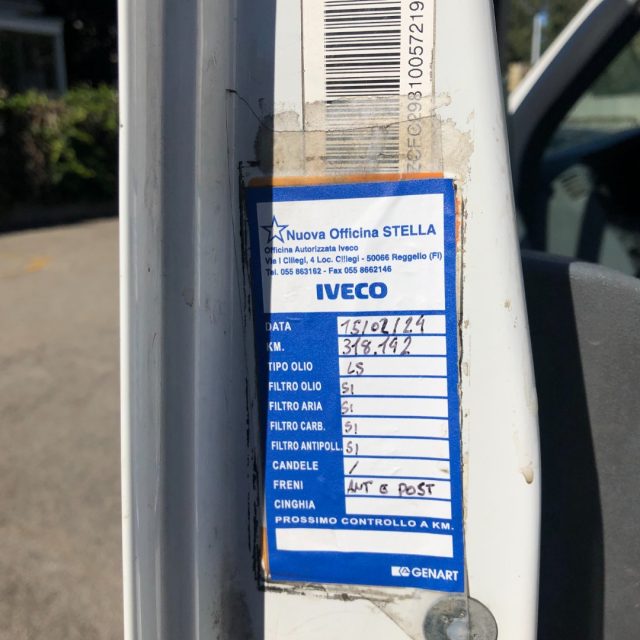 Nuova Officina STELLA
Officina Autorizzata Iveco
Via I Ciliegi, 4 Loc. Cillegi - 50066 Reggello (FI)
Tel. 055 863162 - Fax 055 8662146
IVECO
DATA 15/02/24
KM. 318.192
TIPO OLIO LS
FILTRO OLIO SI
FILTRO ARIA SI
FILTRO CARB. SI
FILTRO ANTIPOLL. SI
CANDELE /
FRENI ANT E POST
CINGHIA
PROSSIMO CONTROLLO A KM.
GENART